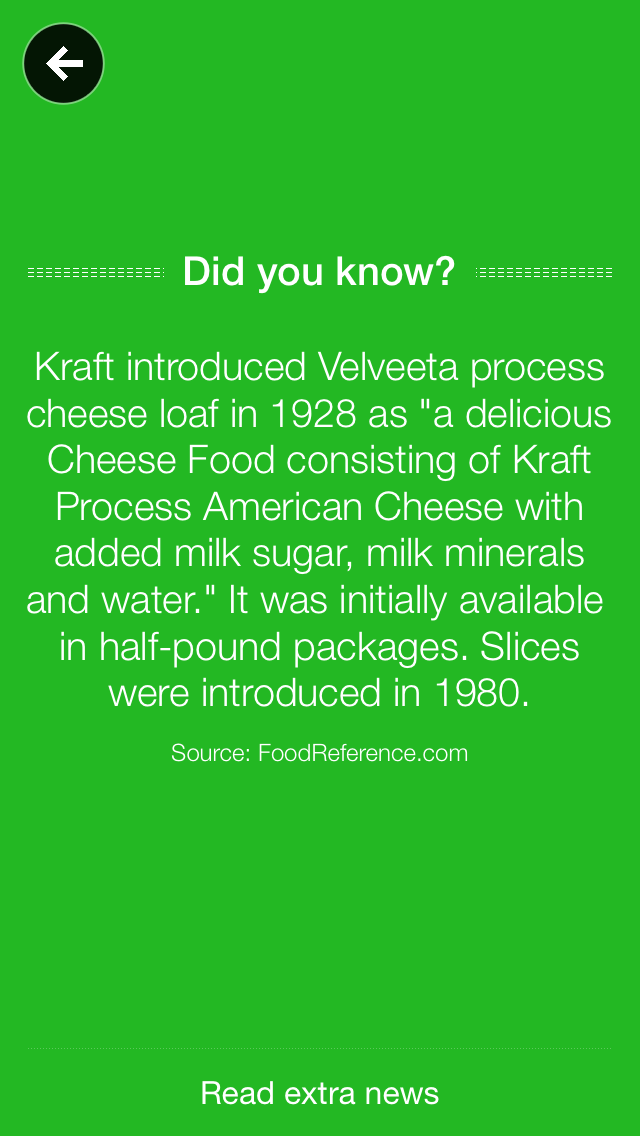 Did you know?
Kraft introduced Velveeta process
cheese loaf in 1928 as "a delicious
Cheese Food consisting of Kraft
Process American Cheese with
added milk sugar, milk minerals
and water." It was initially available
in half-pound packages. Slices
were introduced in 1980.
Source: FoodReference.com
Read extra news